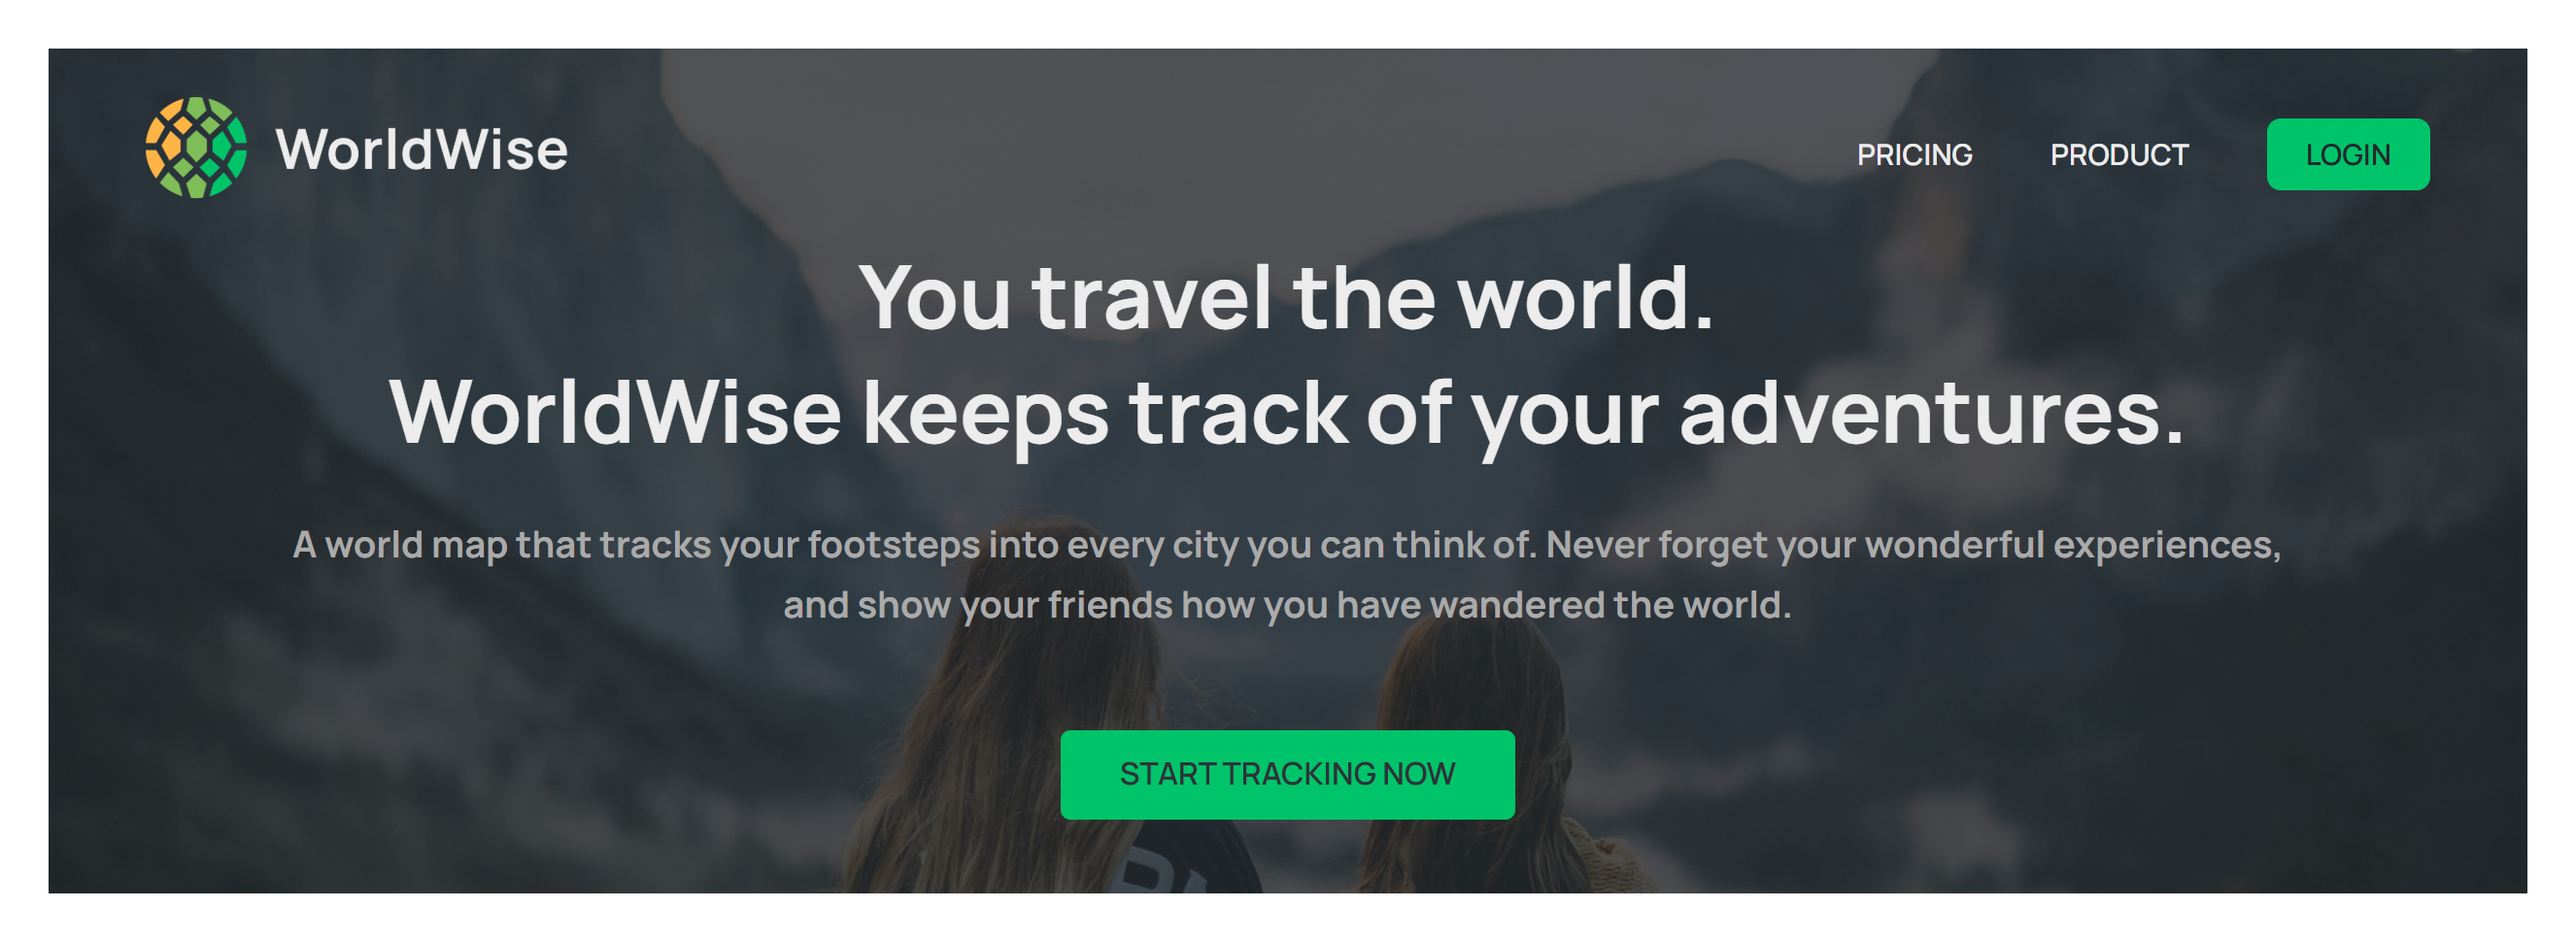 WorldWise
PRICING
PRODUCT
LOGIN
You travel the world.
WorldWise keeps track of your adventures.
A world map that tracks your footsteps into every city you can think of. Never forget your wonderful experiences,
and show your friends how you have wandered the world.
START TRACKING NOW